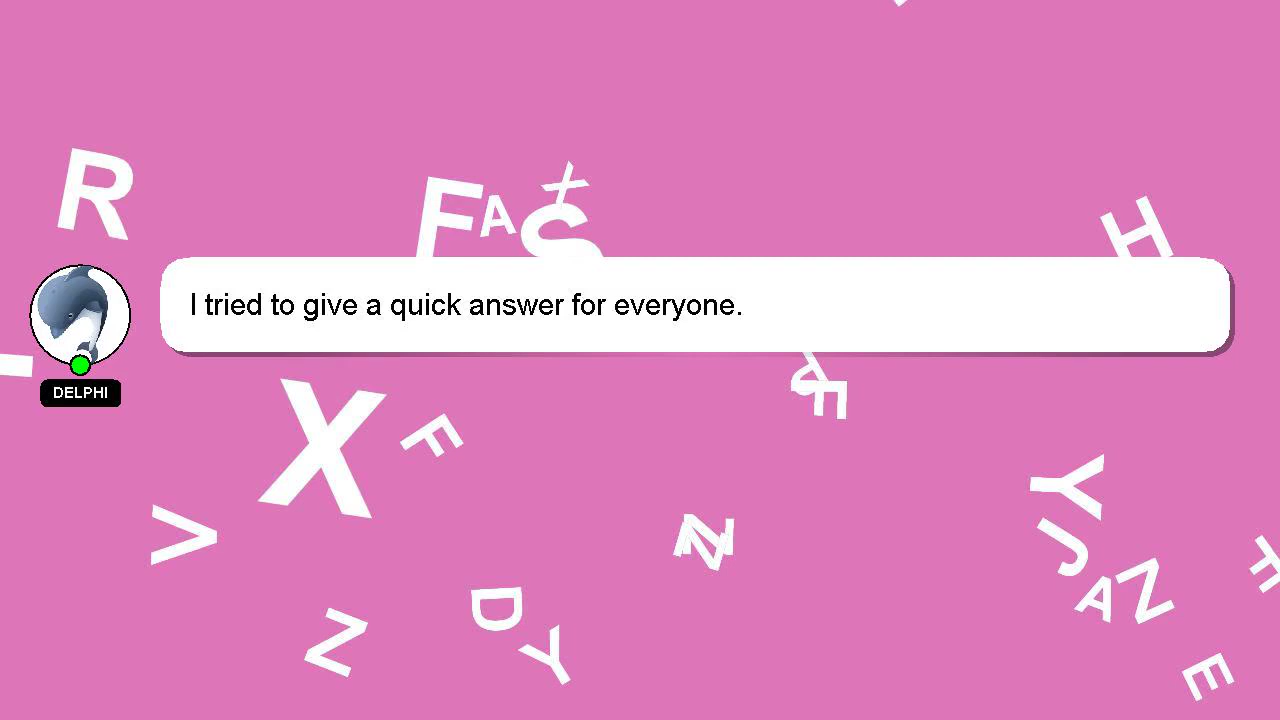 I tried to give a quick answer for everyone.
DELPHI
R
F
A
S
X
H
X
F
F
Y
J
A
Z
F
E
V
Z
D
Y
N
Z